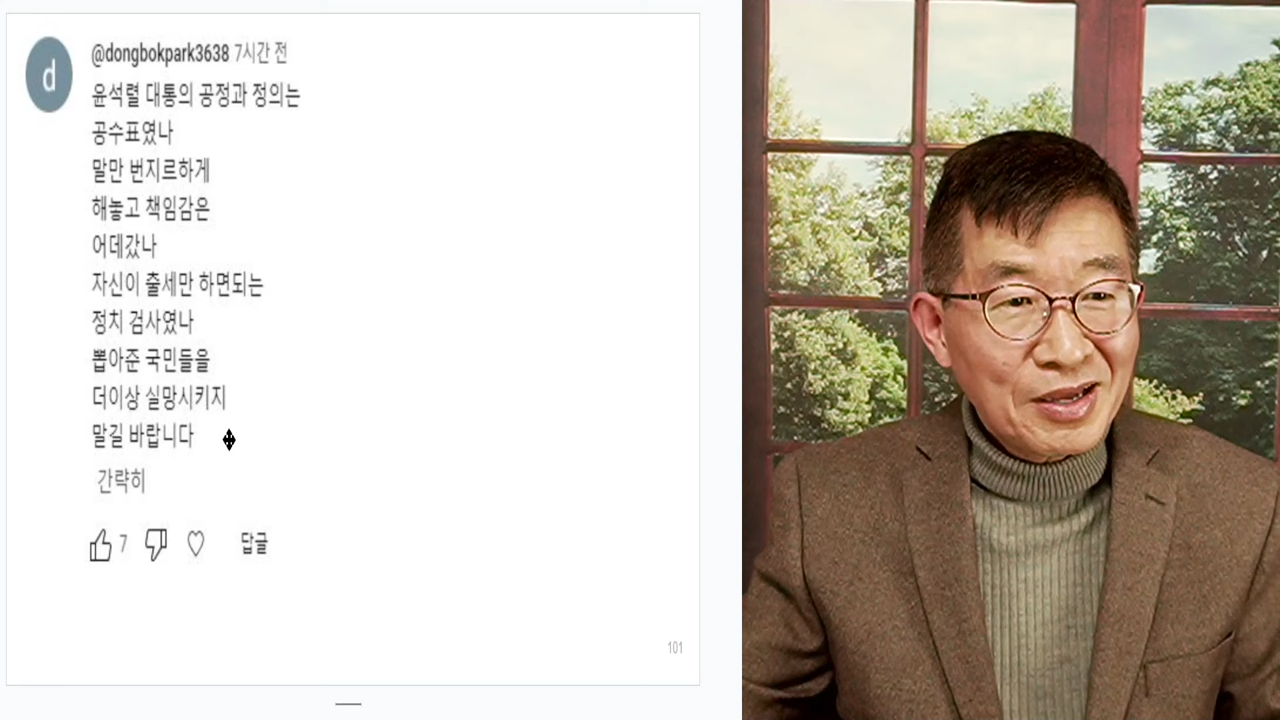 d
@dongbokpark3638 7시간 전
윤석렬 대통의 공정과 정의는
공수표였나
말만 번지르하게
해놓고 책임감은
어데갔나
자신이 출세만 하면되는
정치 검사였나
뽑아준 국민들을
더이상 실망시키지
말길 바랍니다
간략히
7 답글
101